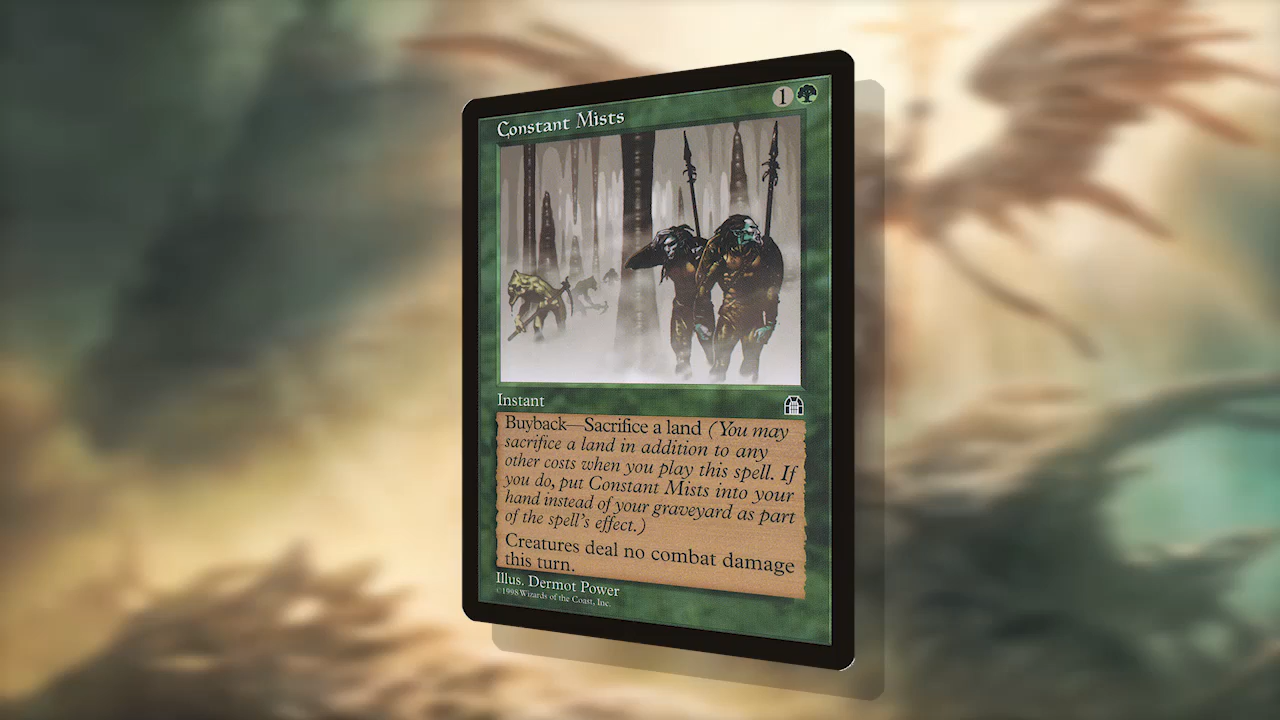 Constant Mists
1
Instant
Buyback—Sacrifice a land (You may
sacrifice a land in addition to any
other costs when you play this spell. If
you do, put Constant Mists into your
hand instead of your graveyard as part
of the spell's effect.)
Creatures deal no combat damage
this turn.
Illus. Dermot Power
©1998 Wizards of the Coast, Inc.